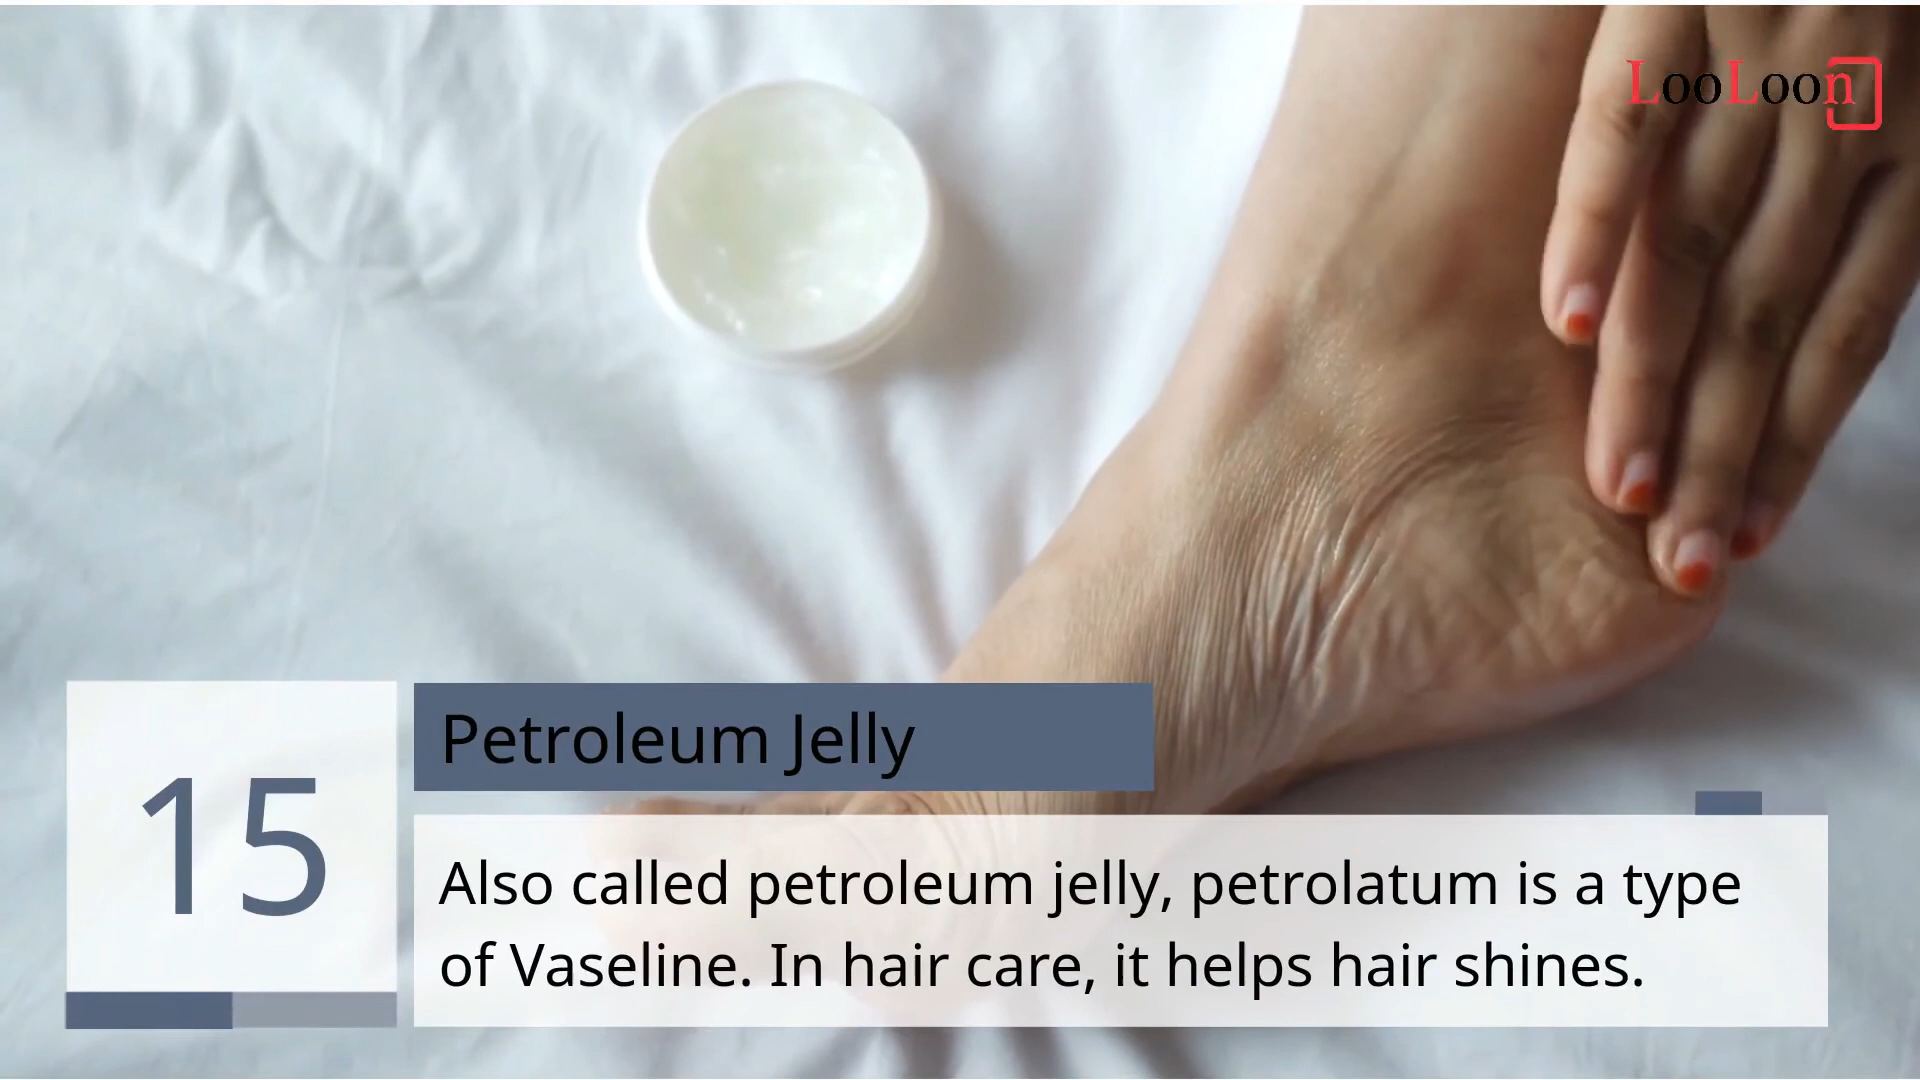 LooLoon
Petroleum Jelly
15
Also called petroleum jelly, petrolatum is a type
of Vaseline. In hair care, it helps hair shines.